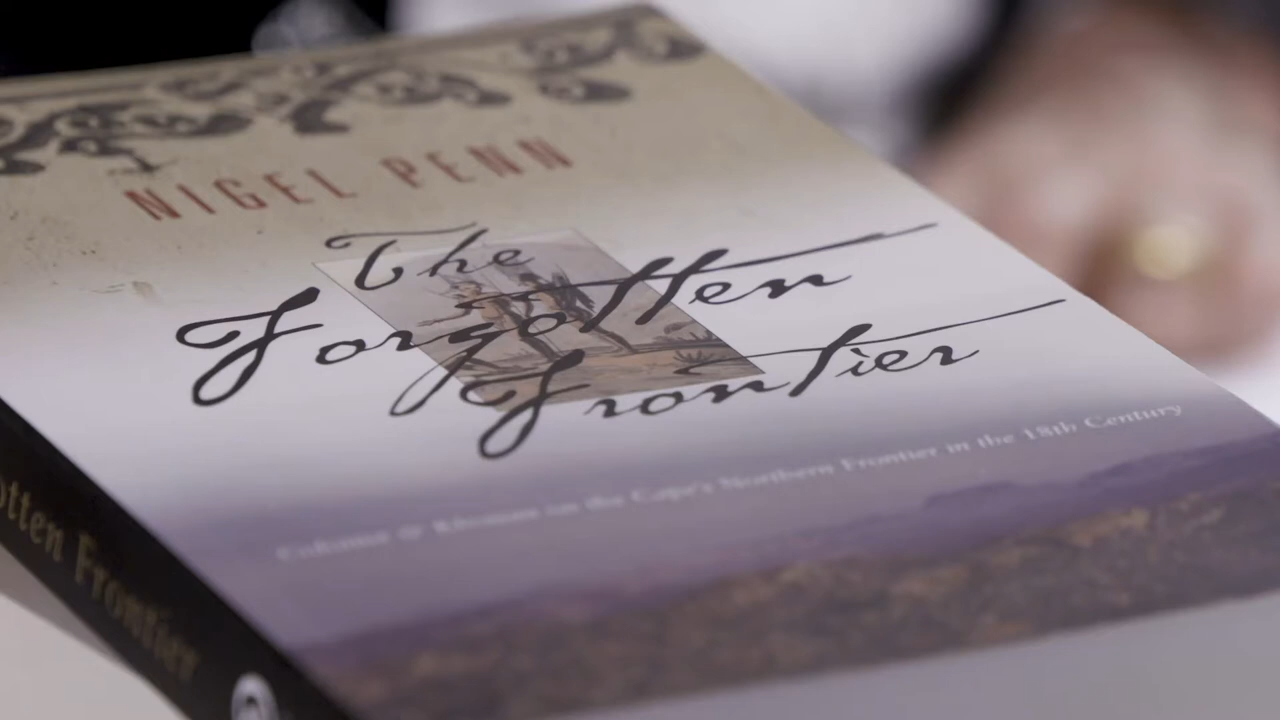 NIGEL PENN
The
Forgotten
Frontier
Colonist & Khoisan on the Cape's Northern Frontier in the 18th Century
otten Frontier